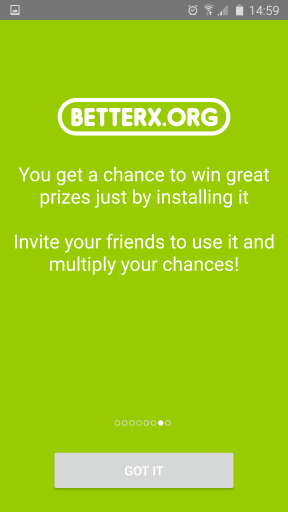 14:59
BETTERX.ORG
You get a chance to win great
prizes just by installing it
Invite your friends to use it and
multiply your chances!
GOT IT